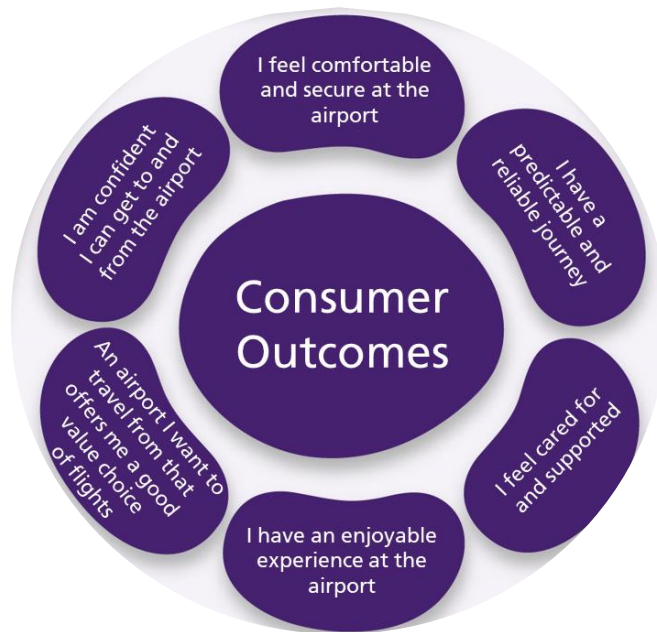 Consumer
Outcomes
I feel comfortable
and secure at the
airport
I have a
predictable and
reliable journey
I feel cared for
and supported
I have an enjoyable
experience at the
airport
An airport I want to
travel from that
offers me a good
value choice
of flights
I am confident
I can get to and
from the airport